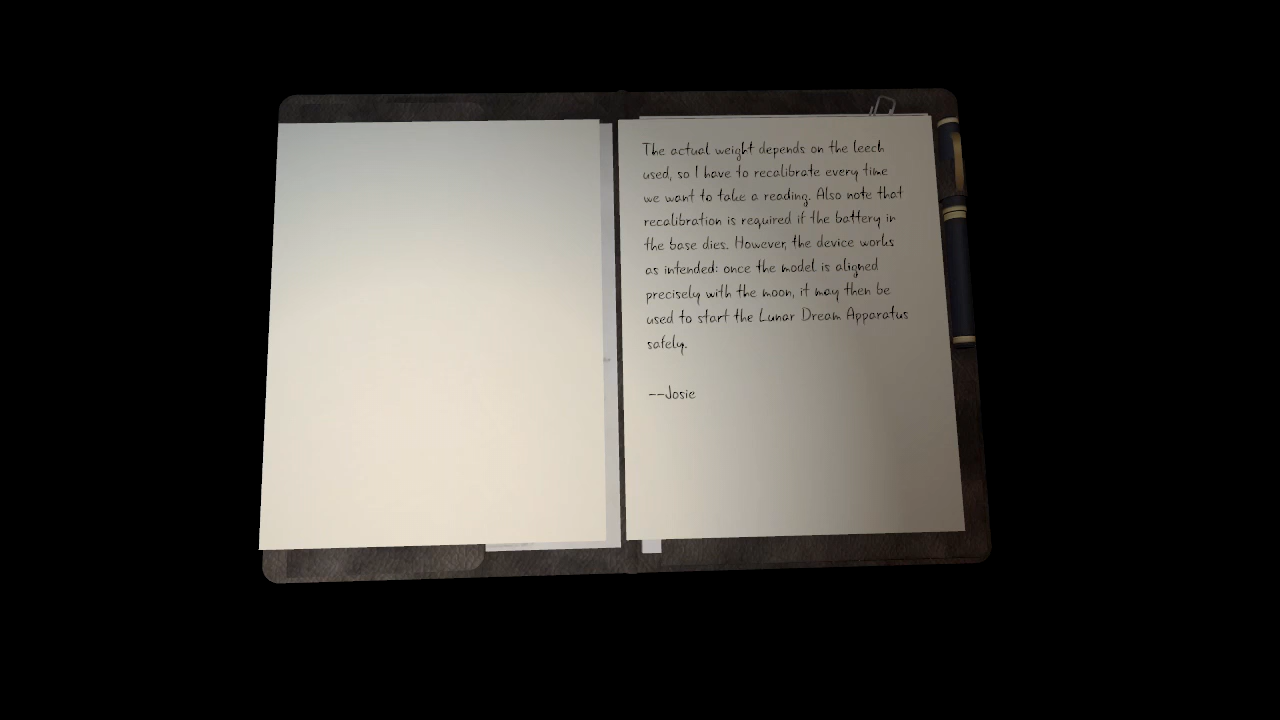 The actual weight depends on the leech
used, so I have to recalibrate every time
we want to take a reading. Also note that
recalibration is required if the battery in
the base dies. However, the device works
as intended: once the model is aligned
precisely with the moon, it may then be
used to start the Lunar Dream Apparatus
safely.
--Josie